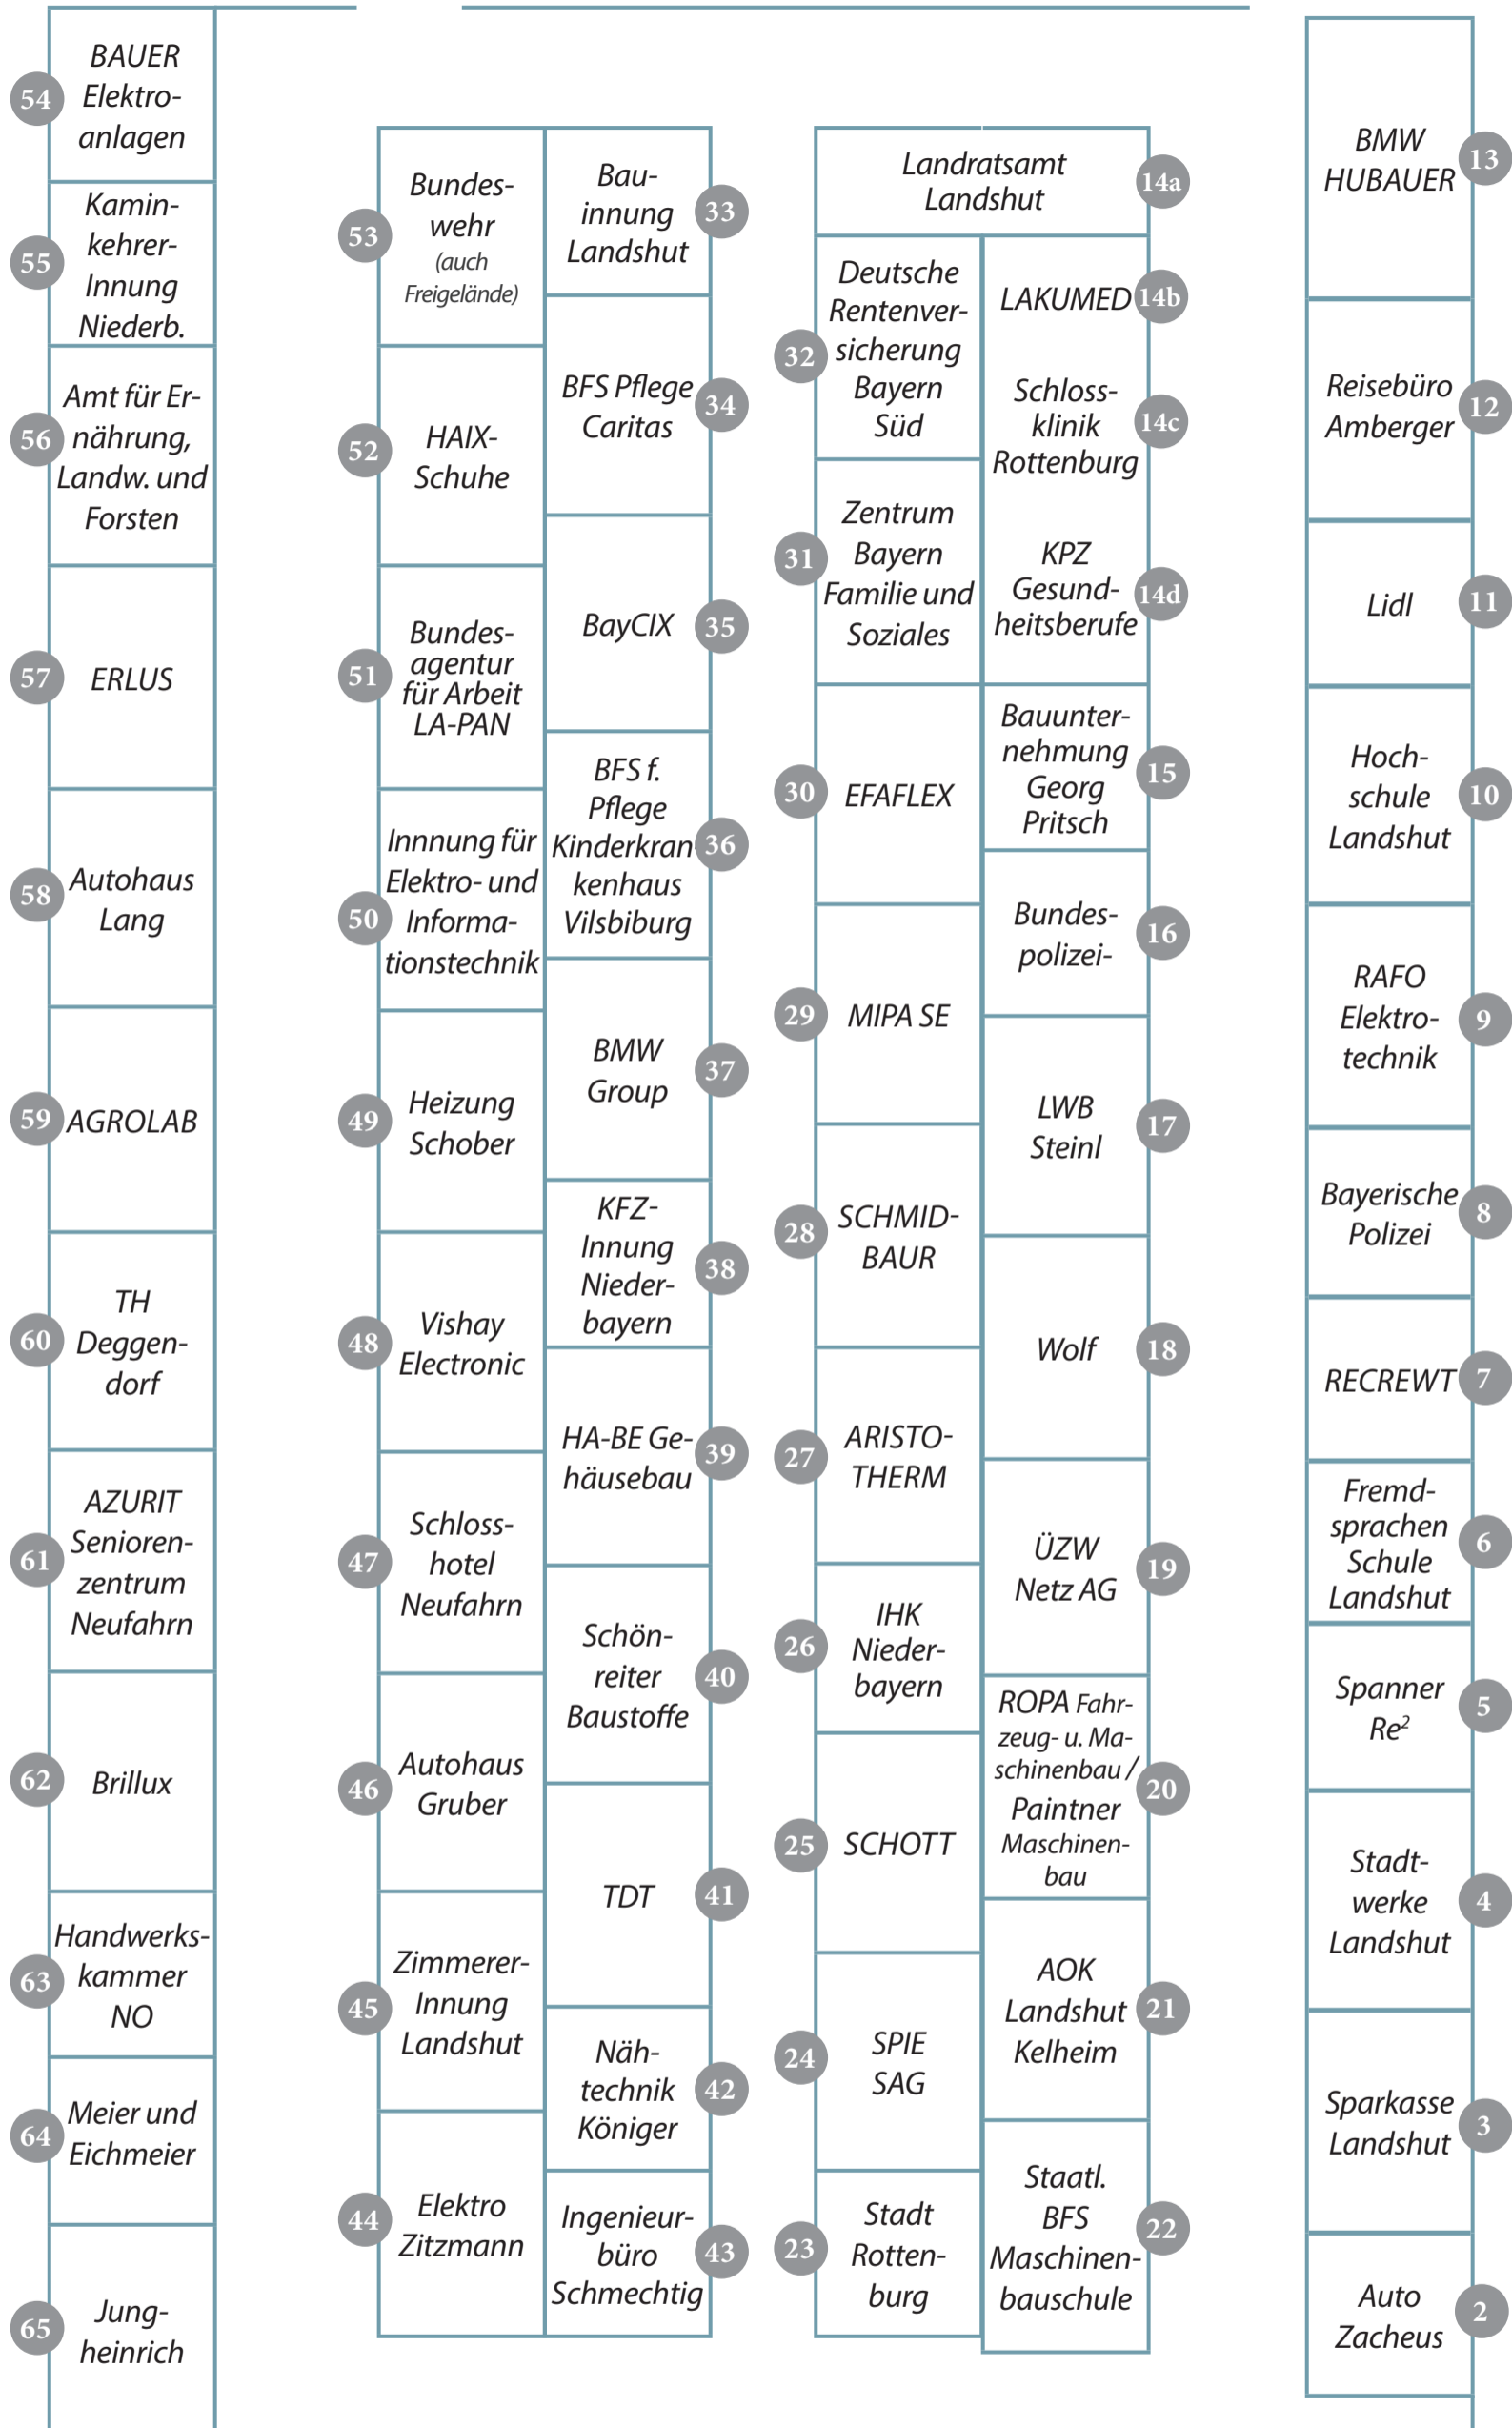 54
BAUER
Elektro-
anlagen
55
Kamin-
kehrer-
Innung
Niederb.
56
Amt für Er-
nährung,
Landw. und
Forsten
57
ERLUS
58
Autohaus
Lang
59
AGROLAB
60
TH
Deggen-
dorf
61
AZURIT
Senioren-
zentrum
Neufahrn
62
Brillux
63
Handwerks-
kammer
NO
64
Meier und
Eichmeier
65
Jung-
heinrich
53
Bundes-
wehr
(auch
Freigelände)
52
HAIX-
Schuhe
51
Bundes-
agentur
für Arbeit
LA-PAN
50
Innnung für
Elektro- und
Informa-
tionstechnik
49
Heizung
Schober
48
Vishay
Electronic
47
Schloss-
hotel
Neufahrn
46
Autohaus
Gruber
45
Zimmerer-
Innung
Landshut
44
Elektro
Zitzmann
Bau-
innung
Landshut
33
BFS Pflege
Caritas
34
BayCIX
35
BFS f.
Pflege
Kinderkran
kenhaus
Vilsbiburg
36
BMW
Group
37
KFZ-
Innung
Nieder-
bayern
38
HA-BE Ge-
häusebau
39
Schön-
reiter
Baustoffe
40
TDT
41
Näh-
technik
Königer
42
Ingenieur-
büro
Schmechtig
43
Landratsamt
Landshut
14a
32
Deutsche
Rentenver-
sicherung
Bayern
Süd
31
Zentrum
Bayern
Familie und
Soziales
30
EFAFLEX
29
MIPA SE
28
SCHMID-
BAUR
27
ARISTO-
THERM
26
IHK
Nieder-
bayern
25
SCHOTT
24
SPIE
SAG
23
Stadt
Rotten-
burg
LAKUMED
14b
Schloss-
klinik
Rottenburg
14c
KPZ
Gesund-
heitsberufe
14d
Bauunter-
nehmung
Georg
Pritsch
15
Bundes-
polizei-
16
LWB
Steinl
17
Wolf
18
ÜZW
Netz AG
19
ROPA Fahr-
zeug- u. Ma-
schinenbau /
Paintner
Maschinen-
bau
20
AOK
Landshut
Kelheim
21
Staatl.
BFS
Maschinen-
bauschule
22
BMW
HUBAUER
13
Reisebüro
Amberger
12
Lidl
11
Hoch-
schule
Landshut
10
RAFO
Elektro-
technik
9
Bayerische
Polizei
8
RECREWT
7
Fremd-
sprachen
Schule
Landshut
6
Spanner
Re²
5
Stadt-
werke
Landshut
4
Sparkasse
Landshut
3
Auto
Zacheus
2